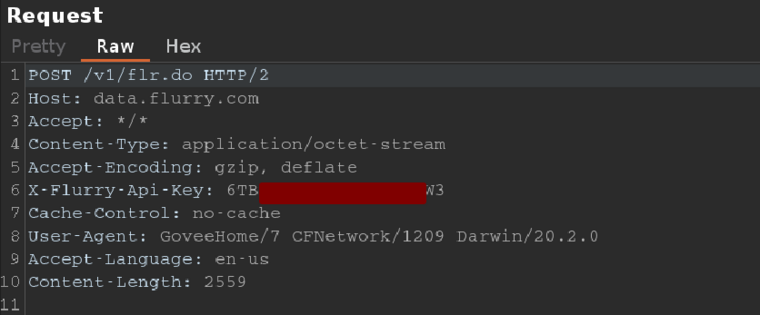 Request
Pretty Raw Hex
1 POST /v1/flr.do HTTP/2
2 Host: data.flurry.com
3 Accept: */*
4 Content-Type: application/octet-stream
5 Accept-Encoding: gzip, deflate
6 X-Flurry-Api-Key: 6TB W3
7 Cache-Control: no-cache
8 User-Agent: GoveeHome/7 CFNetwork/1209 Darwin/20.2.0
9 Accept-Language: en-us
10 Content-Length: 2559
11